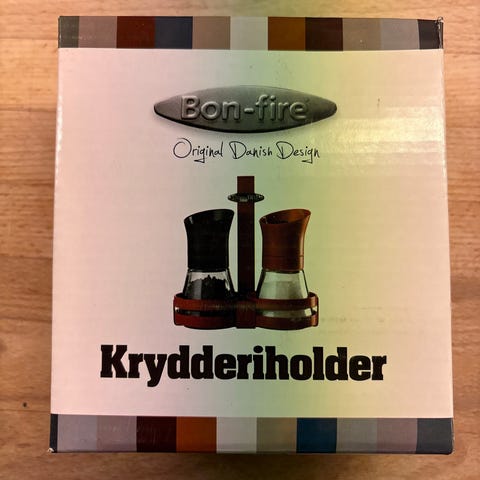 Bon-fire
Original Danish Design
Krydderiholder